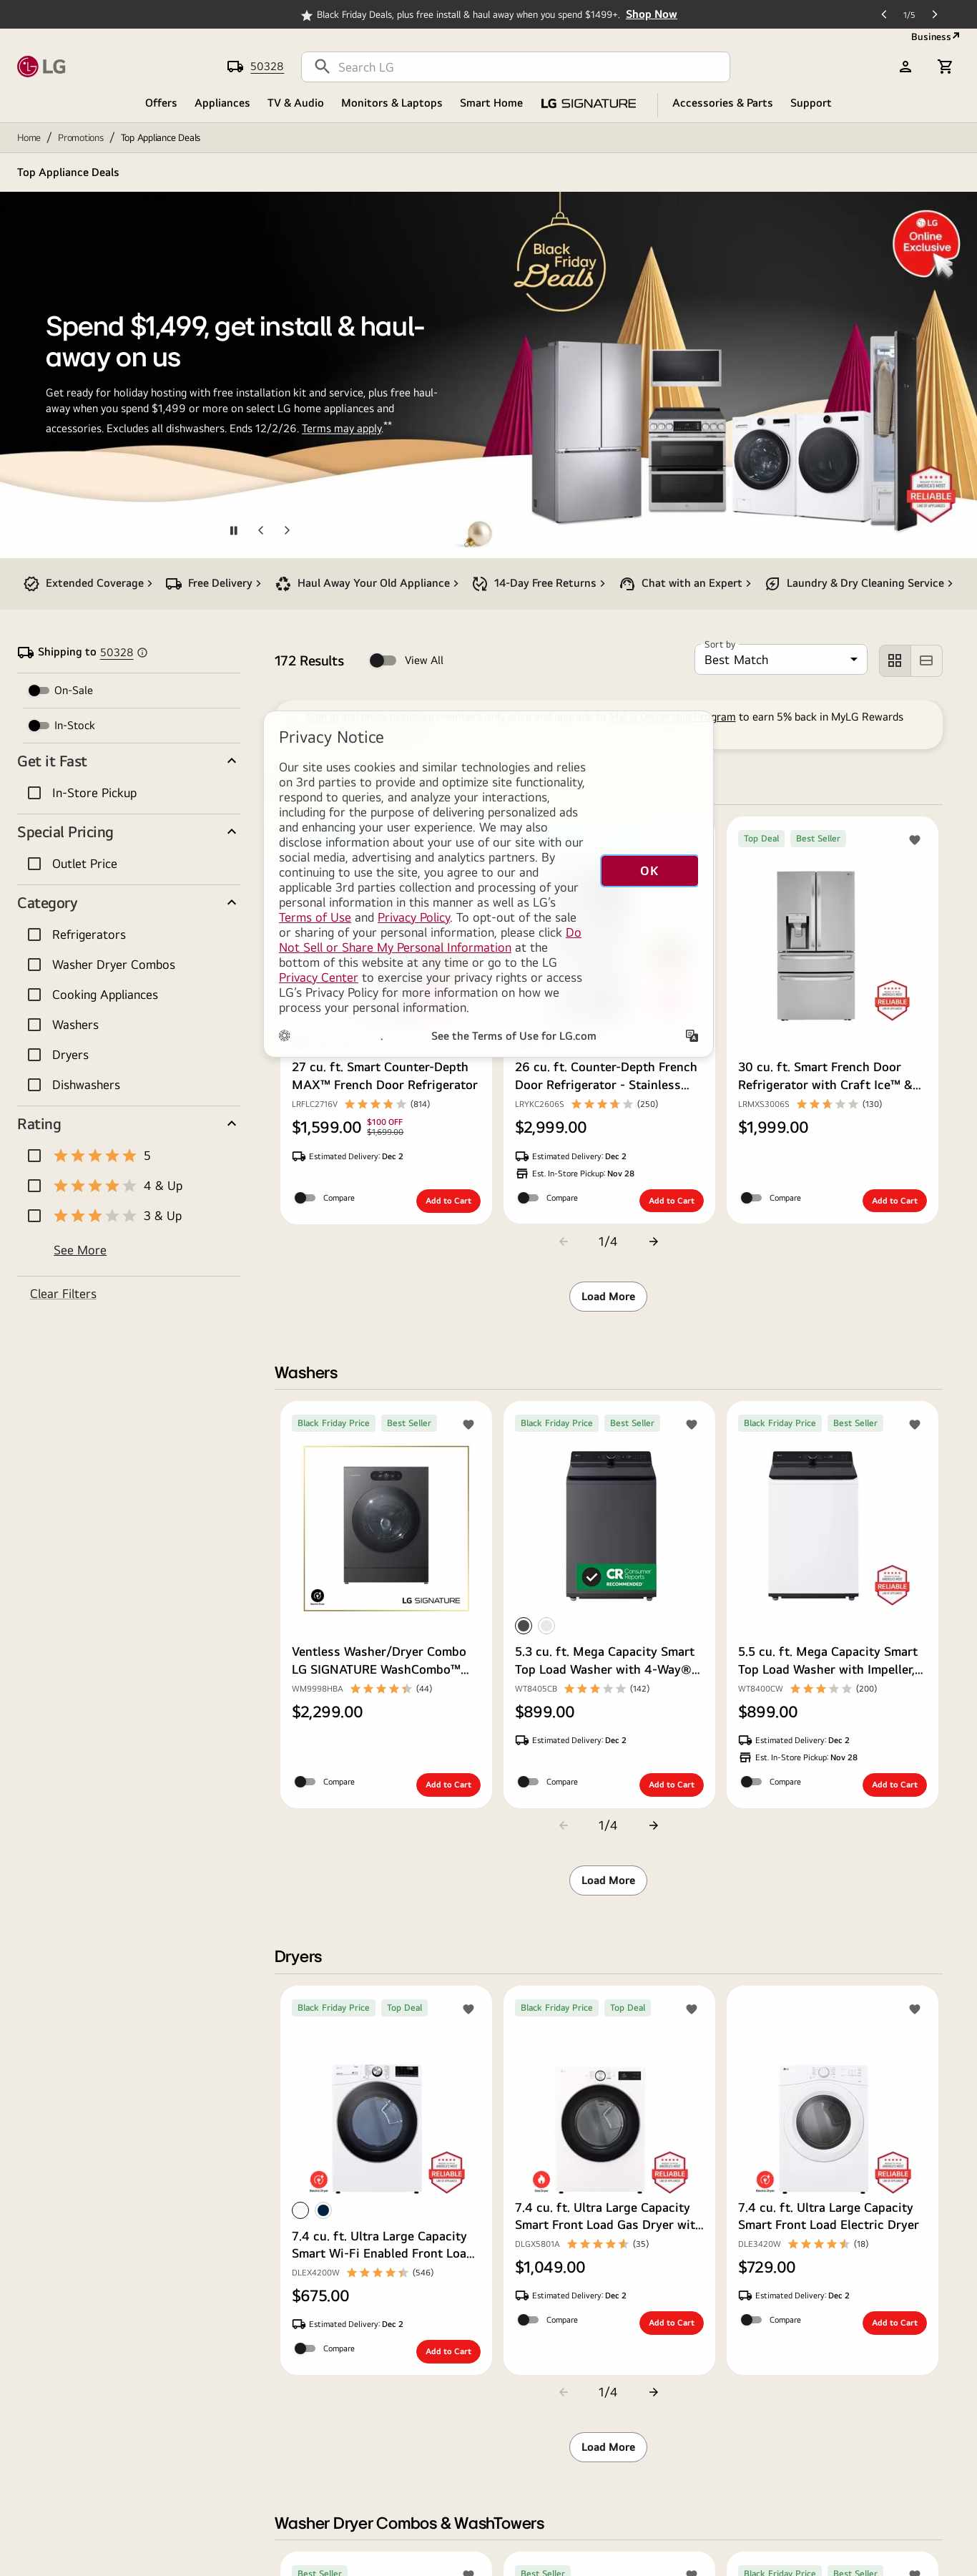 Black Friday Deals, plus free install & haul away when you spend $1499+. Shop Now
1/5
Business
LG
50328
Search LG
Offers
Appliances
TV & Audio
Monitors & Laptops
Smart Home
LG SIGNATURE
Accessories & Parts
Support
Home / Promotions / Top Appliance Deals
Top Appliance Deals
Black Friday Deals
LG
Online
Exclusive
Spend $1,499, get install & haul-
away on us
Get ready for holiday hosting with free installation kit and service, plus free haul-
away when you spend $1,499 or more on select LG home appliances and
accessories. Excludes all dishwashers. Ends 12/2/26. Terms may apply.**
AMERICA'S MOST
RELIABLE
Extended Coverage
Free Delivery
Haul Away Your Old Appliance
14-Day Free Returns
Chat with an Expert
Laundry & Dry Cleaning Service
Shipping to 50328
On-Sale
In-Stock
Get it Fast
In-Store Pickup
Special Pricing
Outlet Price
Category
Refrigerators
Washer Dryer Combos
Cooking Appliances
Washers
Dryers
Dishwashers
Rating
5
4 & Up
3 & Up
See More
Clear Filters
172 Results
View All
Sort by
Best Match
to earn 5% back in MyLG Rewards
Privacy Notice
Our site uses cookies and similar technologies and relies
on 3rd parties to provide and optimize site functionality,
respond to queries, and analyze your interactions,
including for the purpose of delivering personalized ads
and enhancing your user experience. We may also
disclose information about your use of our site with our
social media, advertising and analytics partners. By
continuing to use the site, you agree to our and
applicable 3rd parties collection and processing of your
personal information in this manner as well as LG's
Terms of Use and Privacy Policy. To opt-out of the sale
or sharing of your personal information, please click Do
Not Sell or Share My Personal Information at the
bottom of this website at any time or go to the LG
Privacy Center to exercise your privacy rights or access
LG's Privacy Policy for more information on how we
process your personal information.
OK
.
See the Terms of Use for LG.com
27 cu. ft. Smart Counter-Depth
MAX™ French Door Refrigerator
LRFLC2716V
(814)
$1,599.00
$100 OFF
$1,699.00
Estimated Delivery: Dec 2
Compare
Add to Cart
26 cu. ft. Counter-Depth French
Door Refrigerator - Stainless...
LRYKC2606S
(250)
$2,999.00
Estimated Delivery: Dec 2
Est. In-Store Pickup: Nov 28
Compare
Add to Cart
Top Deal
Best Seller
RELIABLE
30 cu. ft. Smart French Door
Refrigerator with Craft Ice™ &...
LRMXS3006S
(130)
$1,999.00
Compare
Add to Cart
1/4
Load More
Washers
Black Friday Price
Best Seller
LG SIGNATURE
Ventless Washer/Dryer Combo
LG SIGNATURE WashCombo™...
WM9998HBA
(44)
$2,299.00
Compare
Add to Cart
Black Friday Price
Best Seller
CR Consumer
Reports
RECOMMENDED
5.3 cu. ft. Mega Capacity Smart
Top Load Washer with 4-Way®...
WT8405CB
(142)
$899.00
Estimated Delivery: Dec 2
Compare
Add to Cart
Black Friday Price
Best Seller
RELIABLE
5.5 cu. ft. Mega Capacity Smart
Top Load Washer with Impeller,...
WT8400CW
(200)
$899.00
Estimated Delivery: Dec 2
Est. In-Store Pickup: Nov 28
Compare
Add to Cart
1/4
Load More
Dryers
Black Friday Price
Top Deal
RELIABLE
7.4 cu. ft. Ultra Large Capacity
Smart Wi-Fi Enabled Front Loa...
DLEX4200W
(546)
$675.00
Estimated Delivery: Dec 2
Compare
Add to Cart
Black Friday Price
Top Deal
RELIABLE
7.4 cu. ft. Ultra Large Capacity
Smart Front Load Gas Dryer wit...
DLGX5801A
(35)
$1,049.00
Estimated Delivery: Dec 2
Compare
Add to Cart
RELIABLE
7.4 cu. ft. Ultra Large Capacity
Smart Front Load Electric Dryer
DLE3420W
(18)
$729.00
Estimated Delivery: Dec 2
Compare
Add to Cart
1/4
Load More
Washer Dryer Combos & WashTowers
Best Seller
Best Seller
Black Friday Price
Best Seller